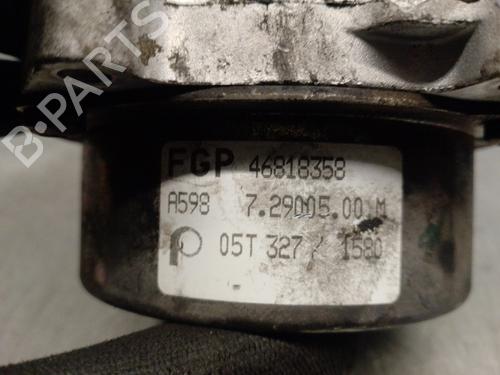 B-PARTS
FGP 46818358
A598 7.29005.00 M
05T 327 / 1580